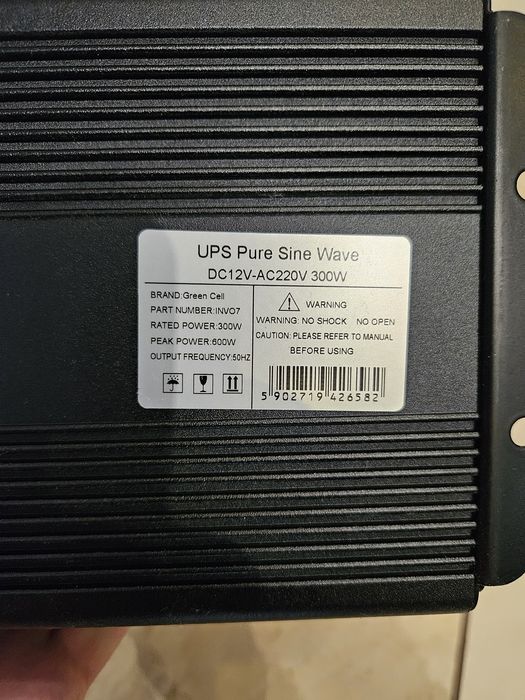 UPS Pure Sine Wave
DC12V-AC220V 300W
BRAND:Green Cell
PART NUMBER:INVO7
RATED POWER:300W
PEAK POWER:600W
OUTPUT FREQUENCY:50HZ
WARNING
WARNING: NO SHOCK NO OPEN
CAUTION: PLEASE REFER TO MANUAL
BEFORE USING
5 902719 426582